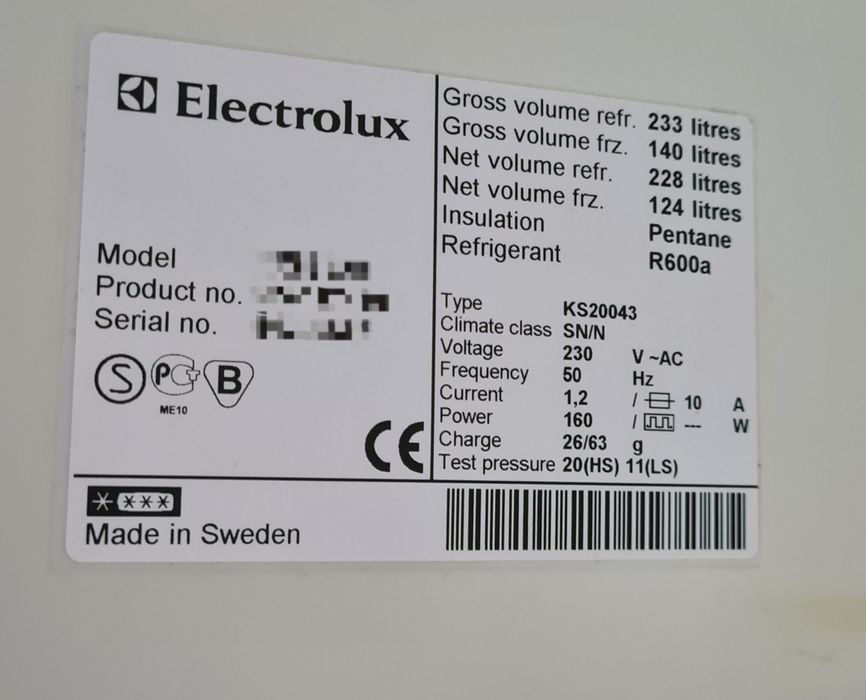 Electrolux
Model
Product no.
Serial no.
S PCT B
ME10
CE
Made in Sweden
Gross volume refr. 233 litres
Gross volume frz. 140 litres
Net volume refr. 228 litres
Net volume frz. 124 litres
Insulation Pentane
Refrigerant R600a
Type KS20043
Climate class SN/N
Voltage 230 V ~AC
Frequency 50 Hz
Current 1,2 / 10 A
Power 160 / --- W
Charge 26/63 g
Test pressure 20(HS) 11(LS)